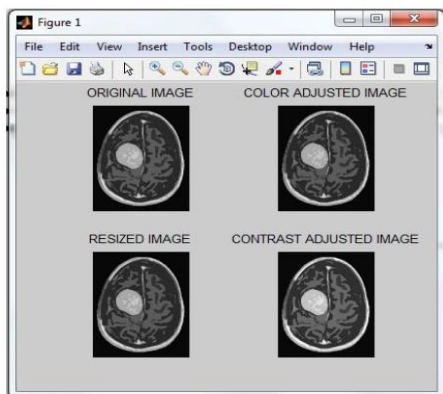 Figure 1
File Edit View Insert Tools Desktop Window Help
ORIGINAL IMAGE COLOR ADJUSTED IMAGE
RESIZED IMAGE CONTRAST ADJUSTED IMAGE